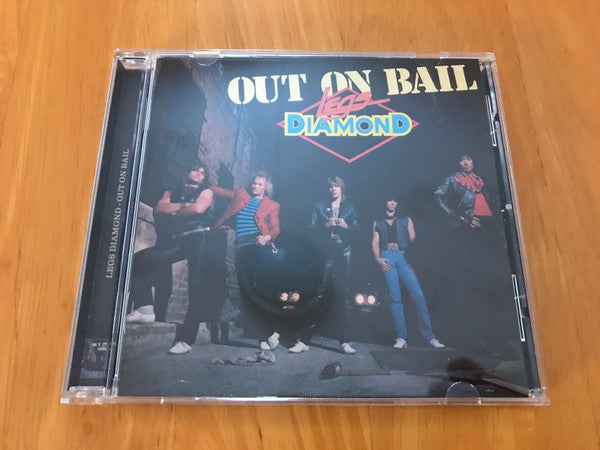 OUT ON BAIL
Legs
DIAMOND
LEGS DIAMOND - OUT ON BAIL